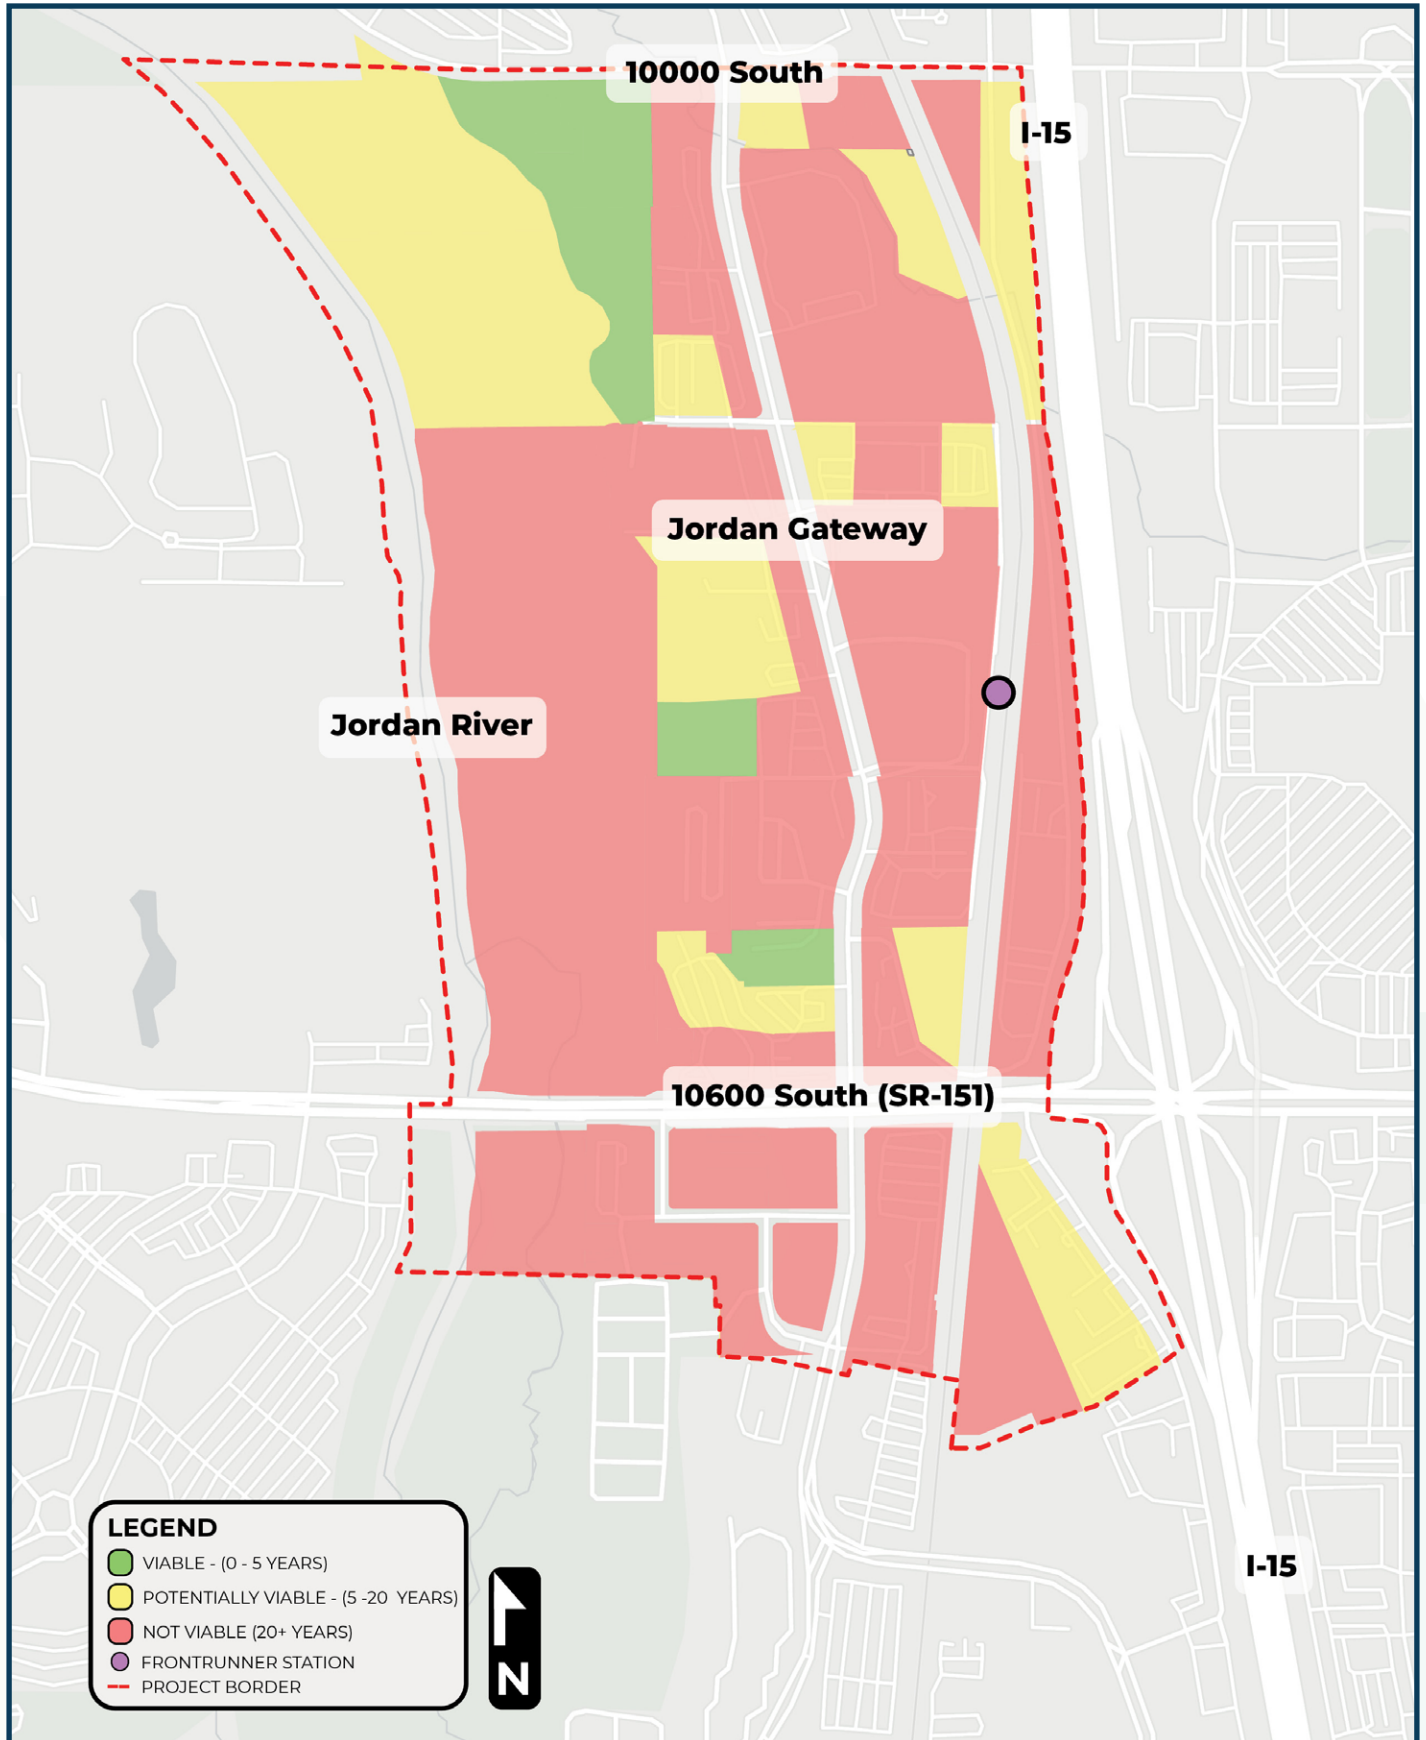 10000 South
I-15
Jordan Gateway
Jordan River
10600 South (SR-151)
I-15
LEGEND
VIABLE - (0 - 5 YEARS)
POTENTIALLY VIABLE - (5 -20 YEARS)
NOT VIABLE (20+ YEARS)
FRONTRUNNER STATION
PROJECT BORDER
N